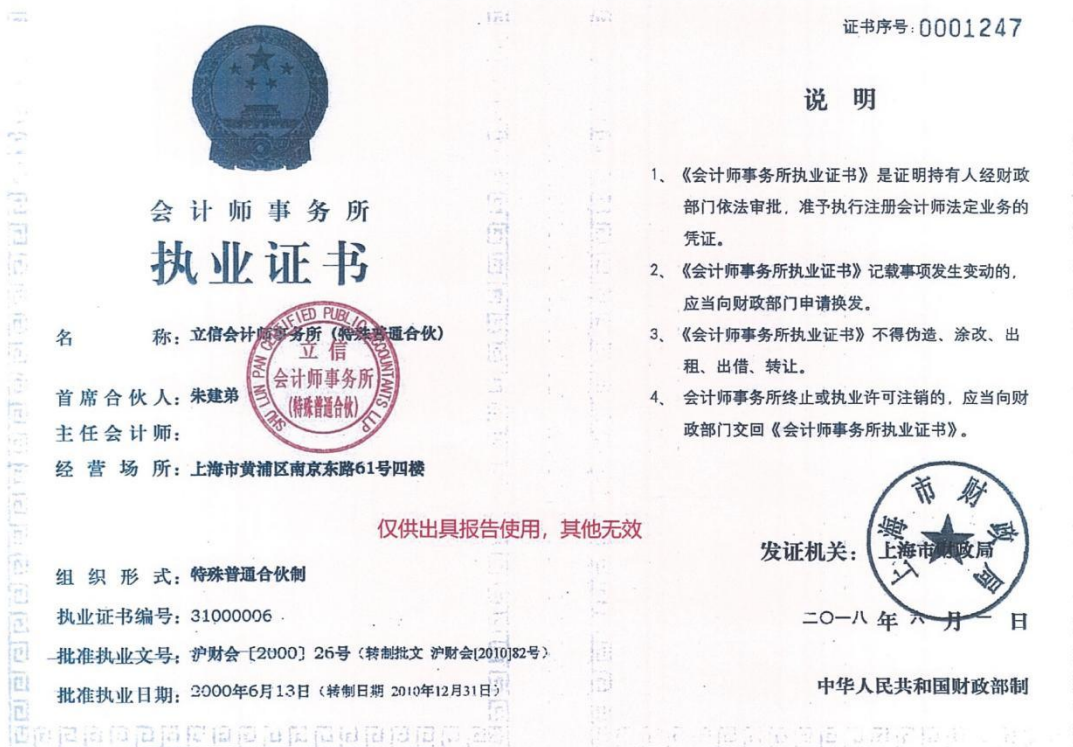 证书序号:0001247
会计师事务所
执业证书
名称:立信会计师事务所(特殊普通合伙)
首席合伙人:朱建弟
主任会计师:
经营场所:上海市黄浦区南京东路61号四楼
组织形式:特殊普通合伙制
执业证书编号:31000006
批准执业文号:沪财会〔2000〕26号(转制批文 沪财会[2010]82号)
批准执业日期:2000年6月13日(转制日期 2010年12月31日)
SHU LUN PAN CERTIFIED PUBLIC ACCOUNTANTS LLP
立信
会计师事务所
(特殊普通合伙)
仅供出具报告使用,其他无效
说明
1、《会计师事务所执业证书》是证明持有人经财政
部门依法审批,准予执行注册会计师法定业务的
凭证。
2、《会计师事务所执业证书》记载事项发生变动的,
应当向财政部门申请换发。
3、《会计师事务所执业证书》不得伪造、涂改、出
租、出借、转让。
4、会计师事务所终止或执业许可注销的,应当向财
政部门交回《会计师事务所执业证书》。
发证机关:上海市财政局
上海市财政局
二〇一八年六月一日
中华人民共和国财政部制